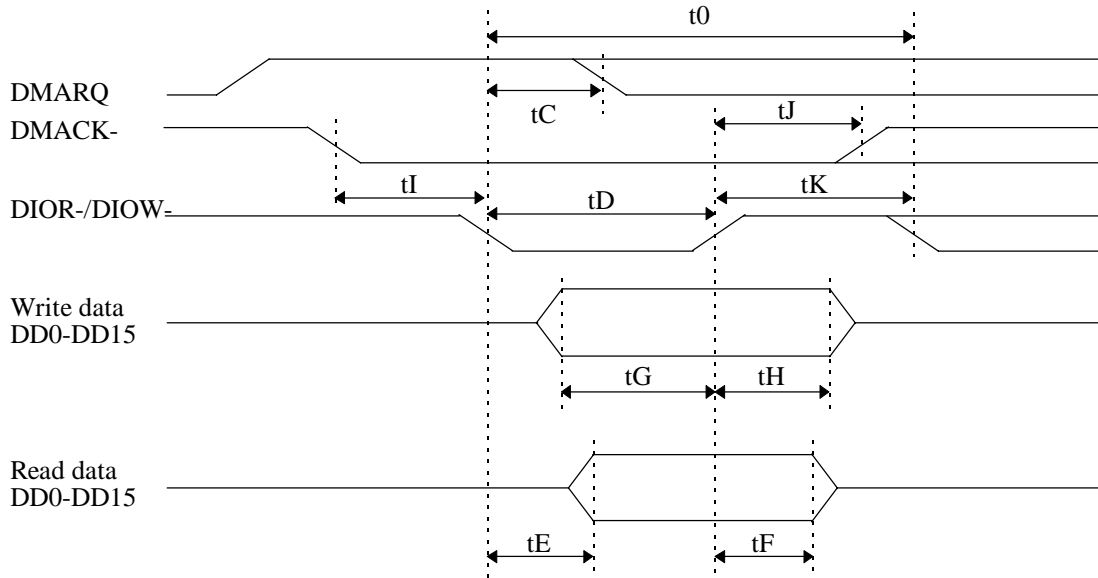 t0
DMARQ
tC
DMACK-
tJ
tI
tK
tD
DIOR-/DIOW-
Write data
DD0-DD15
tG
tH
Read data
DD0-DD15
tE
tF